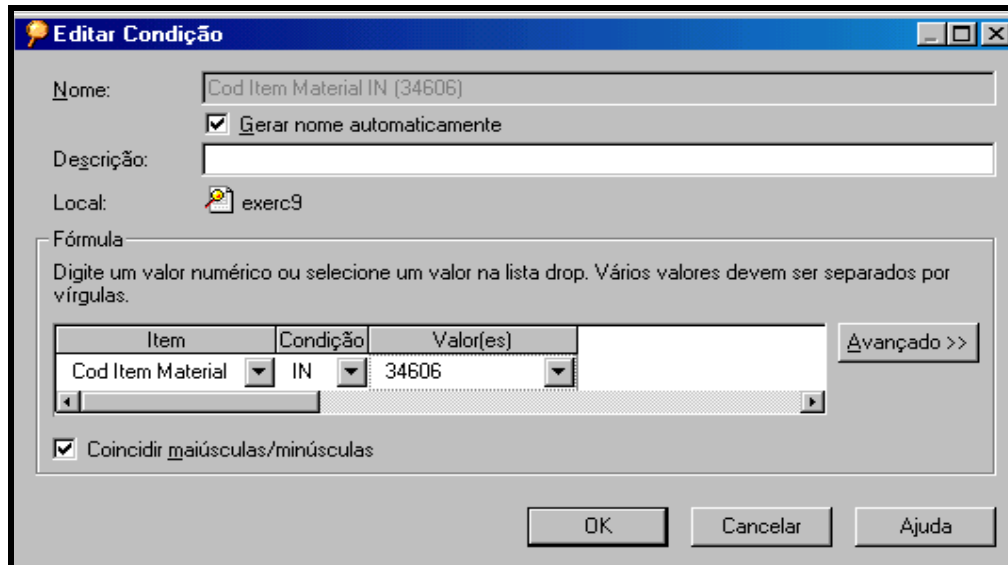 Editar Condição
Nome: Cod Item Material IN (34606)
Gerar nome automaticamente
Descrição:
Local: exerc9
Fórmula
Digite um valor numérico ou selecione um valor na lista drop. Vários valores devem ser separados por
vírgulas.
Item Condição Valor(es)
Avançado >>
Cod Item Material IN 34606
Coincidir maiúsculas/minúsculas
OK Cancelar Ajuda